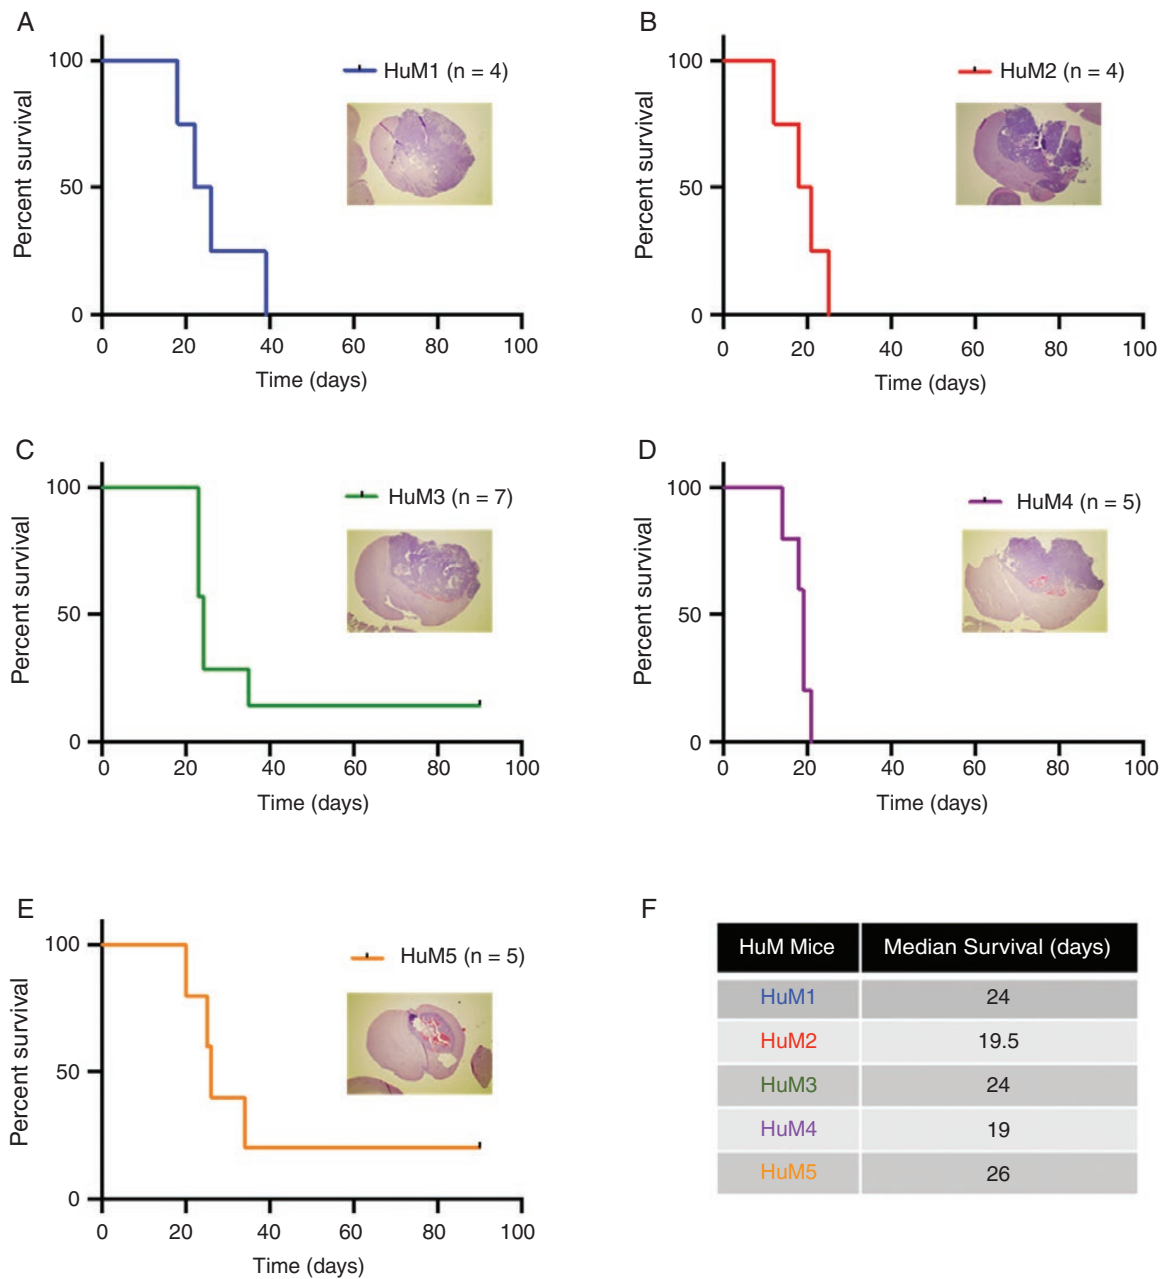 A
HuM1 (n = 4)
100
50
0
Percent survival
0 20 40 60 80 100
Time (days)
B
HuM2 (n = 4)
100
50
0
Percent survival
0 20 40 60 80 100
Time (days)
C
HuM3 (n = 7)
100
50
0
Percent survival
0 20 40 60 80 100
Time (days)
D
HuM4 (n = 5)
100
50
0
Percent survival
0 20 40 60 80 100
Time (days)
E
HuM5 (n = 5)
100
50
0
Percent survival
0 20 40 60 80 100
Time (days)
F
HuM Mice Median Survival (days)
HuM1 24
HuM2 19.5
HuM3 24
HuM4 19
HuM5 26